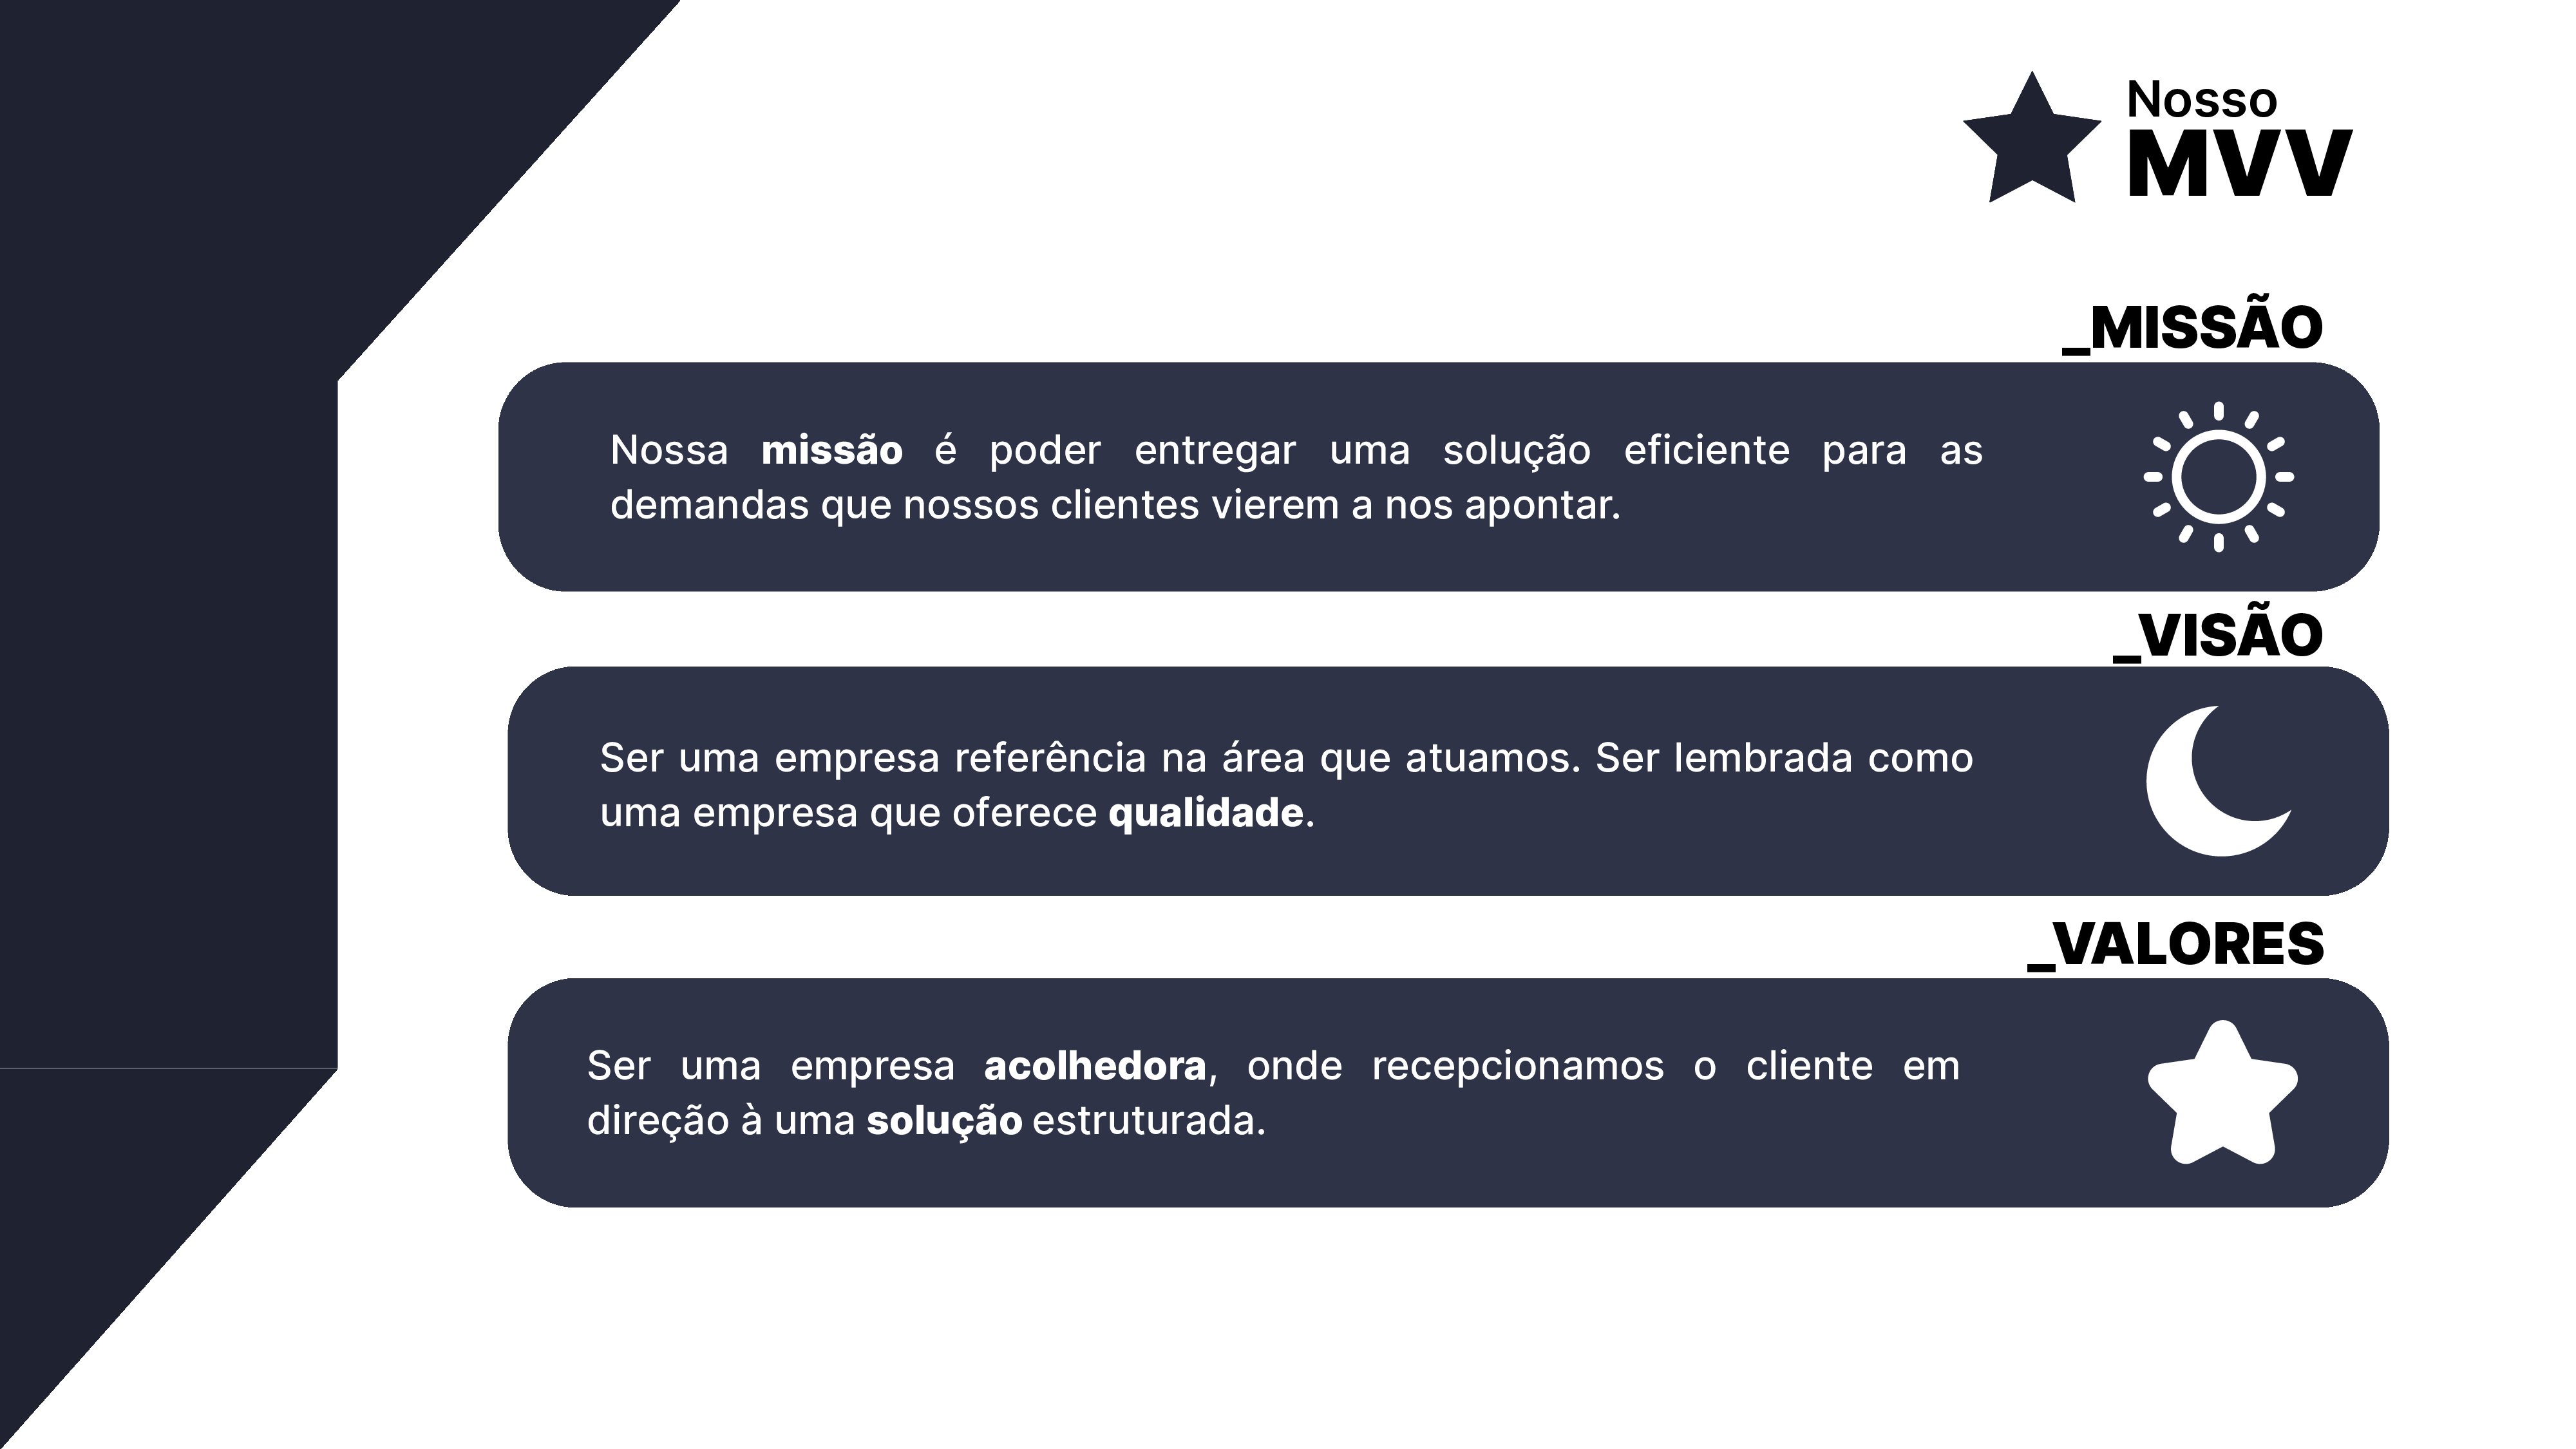 Nosso
MVV
_MISSÃO
Nossa missão é poder entregar uma solução eficiente para as
demandas que nossos clientes vierem a nos apontar.
_VISÃO
Ser uma empresa referência na área que atuamos. Ser lembrada como
uma empresa que oferece qualidade.
_VALORES
Ser uma empresa acolhedora, onde recepcionamos o cliente em
direção à uma solução estruturada.